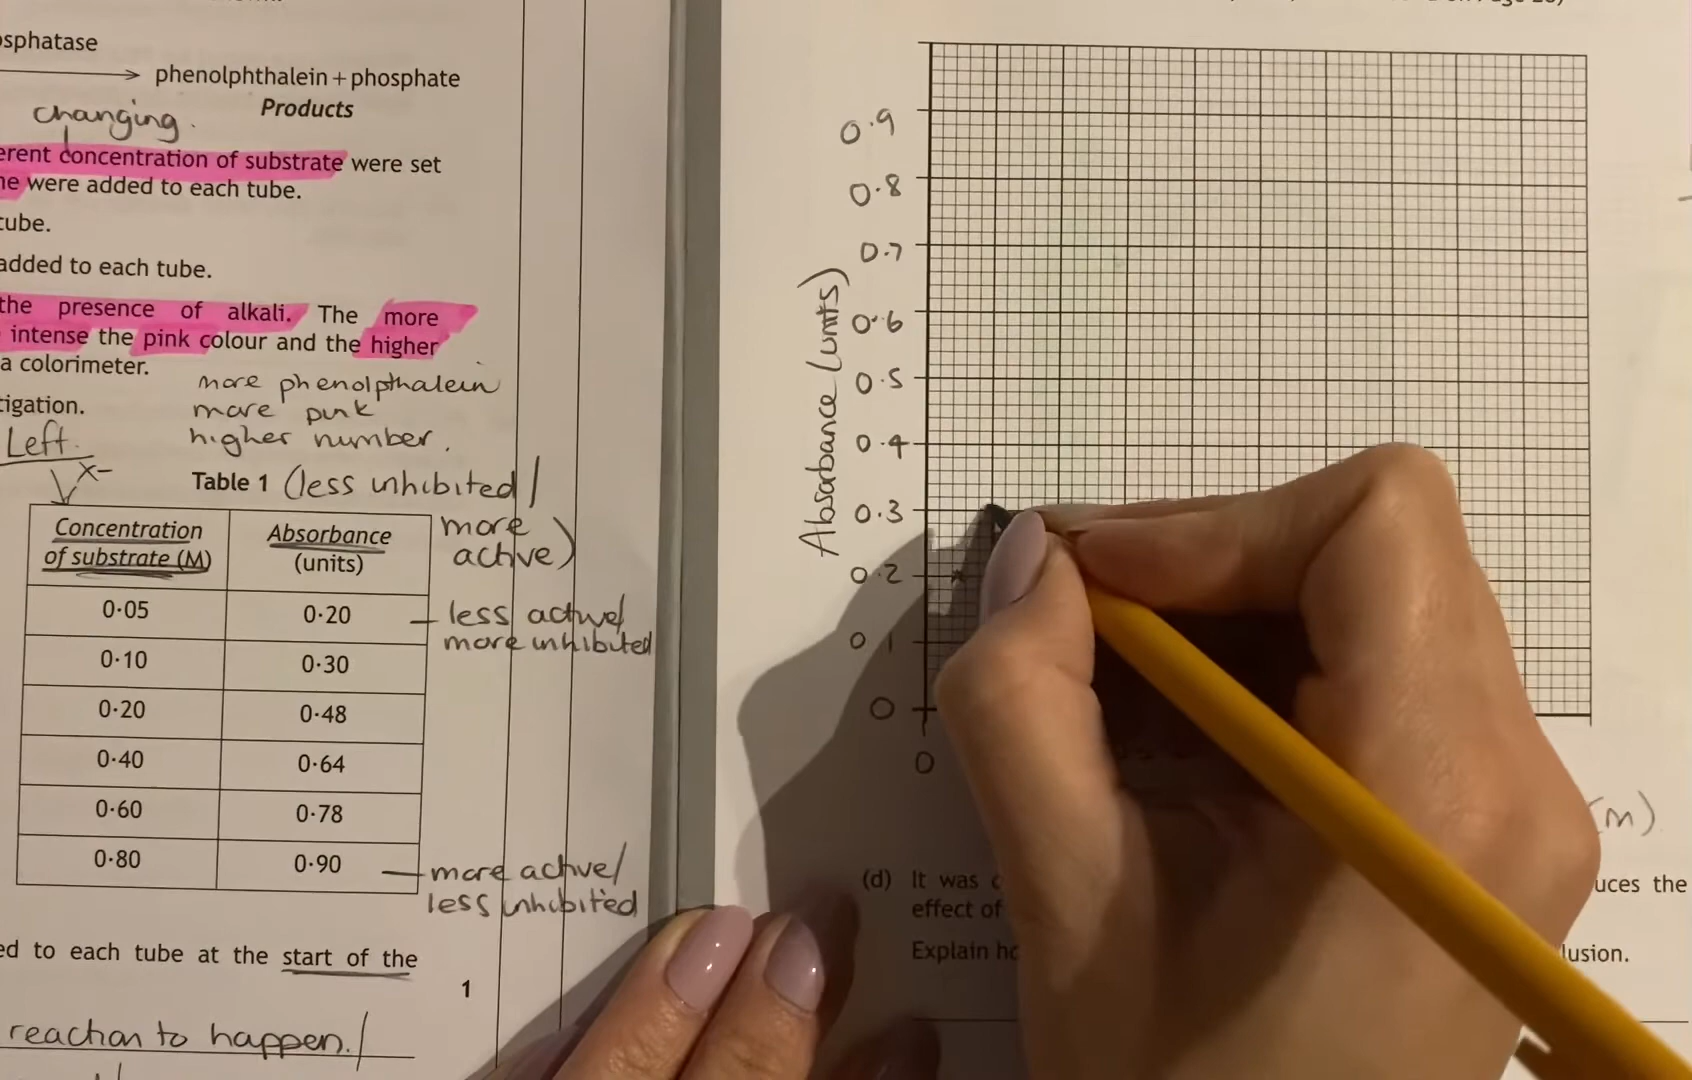 osphatase
phenolphthalein + phosphate
Products
changing.
erent concentration of substrate were set
ne were added to each tube.
tube.
added to each tube.
the presence of alkali. The more
intense the pink colour and the higher
a colorimeter.
more phenolpthalein
tigation.
more pink
Left.
higher number.
x-
Table 1 (less inhibited/
more
active)
Concentration
of substrate (M)
Absorbance
(units)
0·05 0·20
less active/
more inhibited
0·10 0·30
0·20 0·48
0·40 0·64
0·60 0·78
0·80 0·90
more active/
less inhibited
ed to each tube at the start of the
1
reaction to happen./
0.9
0.8
0.7
0.6
0.5
0.4
0.3
0.2
0.1
0
0
Absorbance (units)
(M)
(d) It was
uces the
effect of
Explain
lusion.